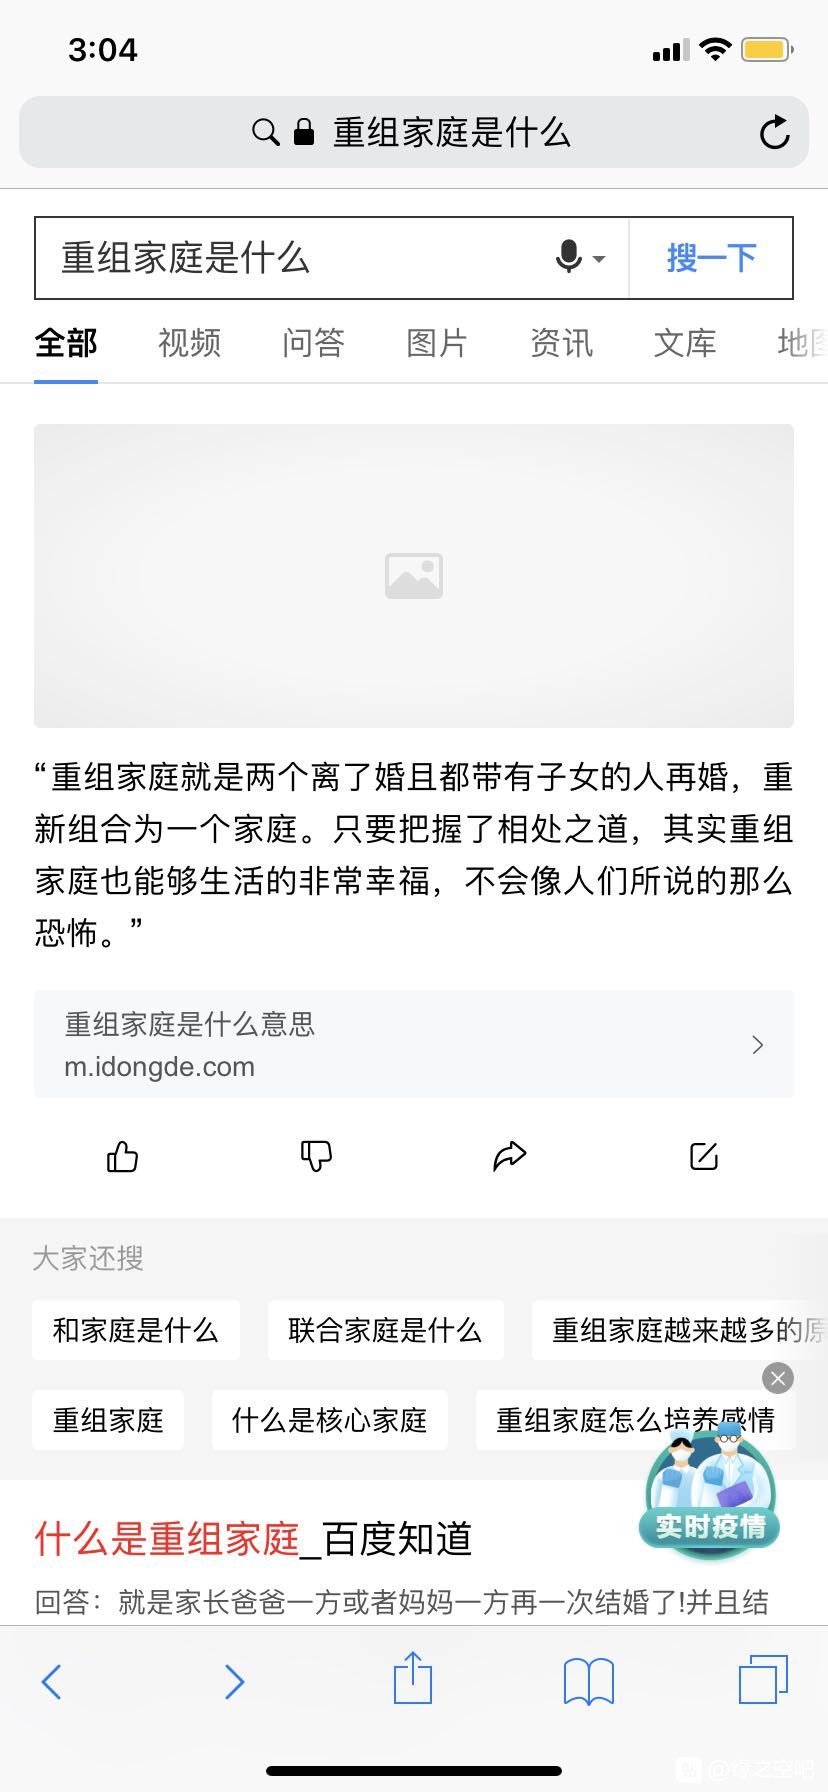 3:04
重组家庭是什么
重组家庭是什么
搜一下
全部 视频 问答 图片 资讯 文库 地图
“重组家庭就是两个离了婚且都带有子女的人再婚，重
新组合为一个家庭。只要把握了相处之道，其实重组
家庭也能够生活的非常幸福，不会像人们所说的那么
恐怖。”
重组家庭是什么意思
m.idongde.com
大家还搜
和家庭是什么 联合家庭是什么 重组家庭越来越多的原
重组家庭 什么是核心家庭 重组家庭怎么培养感情
实时疫情
什么是重组家庭_百度知道
回答：就是家长爸爸一方或者妈妈一方再一次结婚了!并且结
贴 @缘之空吧